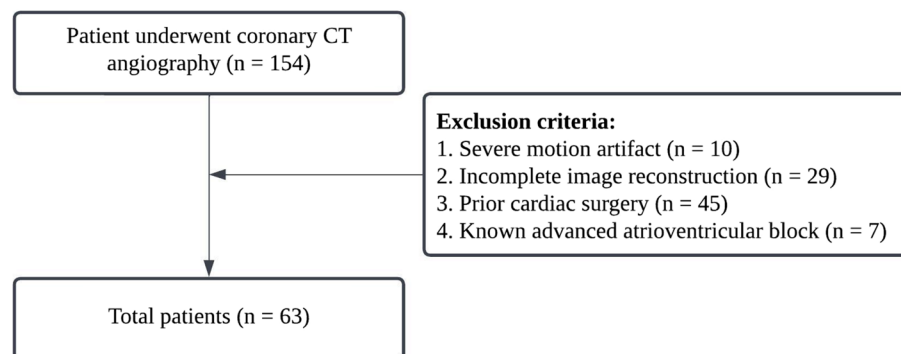 Patient underwent coronary CT
angiography (n = 154)
Exclusion criteria:
1. Severe motion artifact (n = 10)
2. Incomplete image reconstruction (n = 29)
3. Prior cardiac surgery (n = 45)
4. Known advanced atrioventricular block (n = 7)
Total patients (n = 63)